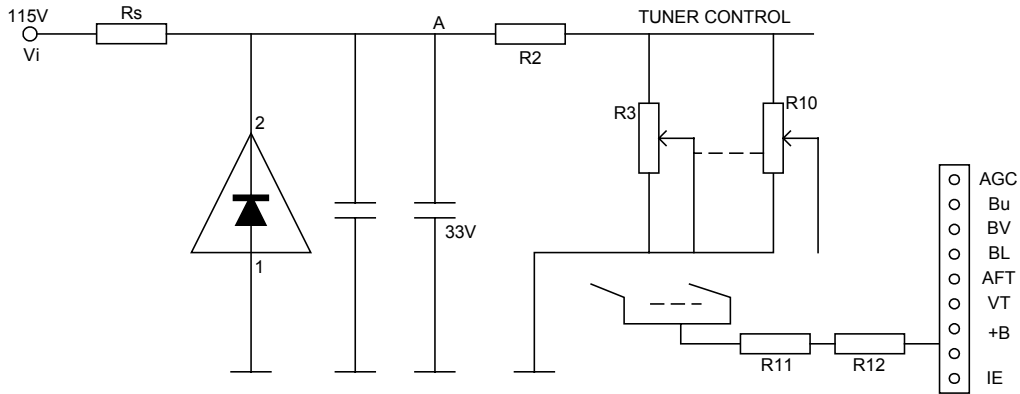 115V
Rs
A
TUNER CONTROL
Vi
R2
R3
R10
2
1
33V
AGC
Bu
BV
BL
AFT
VT
+B
IE
R11
R12